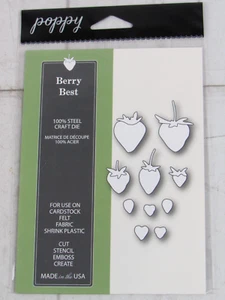 poppy
Berry
Best
100% STEEL
CRAFT DIE
MATRICE DE DÉCOUPE
100% ACIER
FOR USE ON
CARDSTOCK
FELT
FABRIC
SHRINK PLASTIC
CUT
STENCIL
EMBOSS
CREATE
MADE in the USA